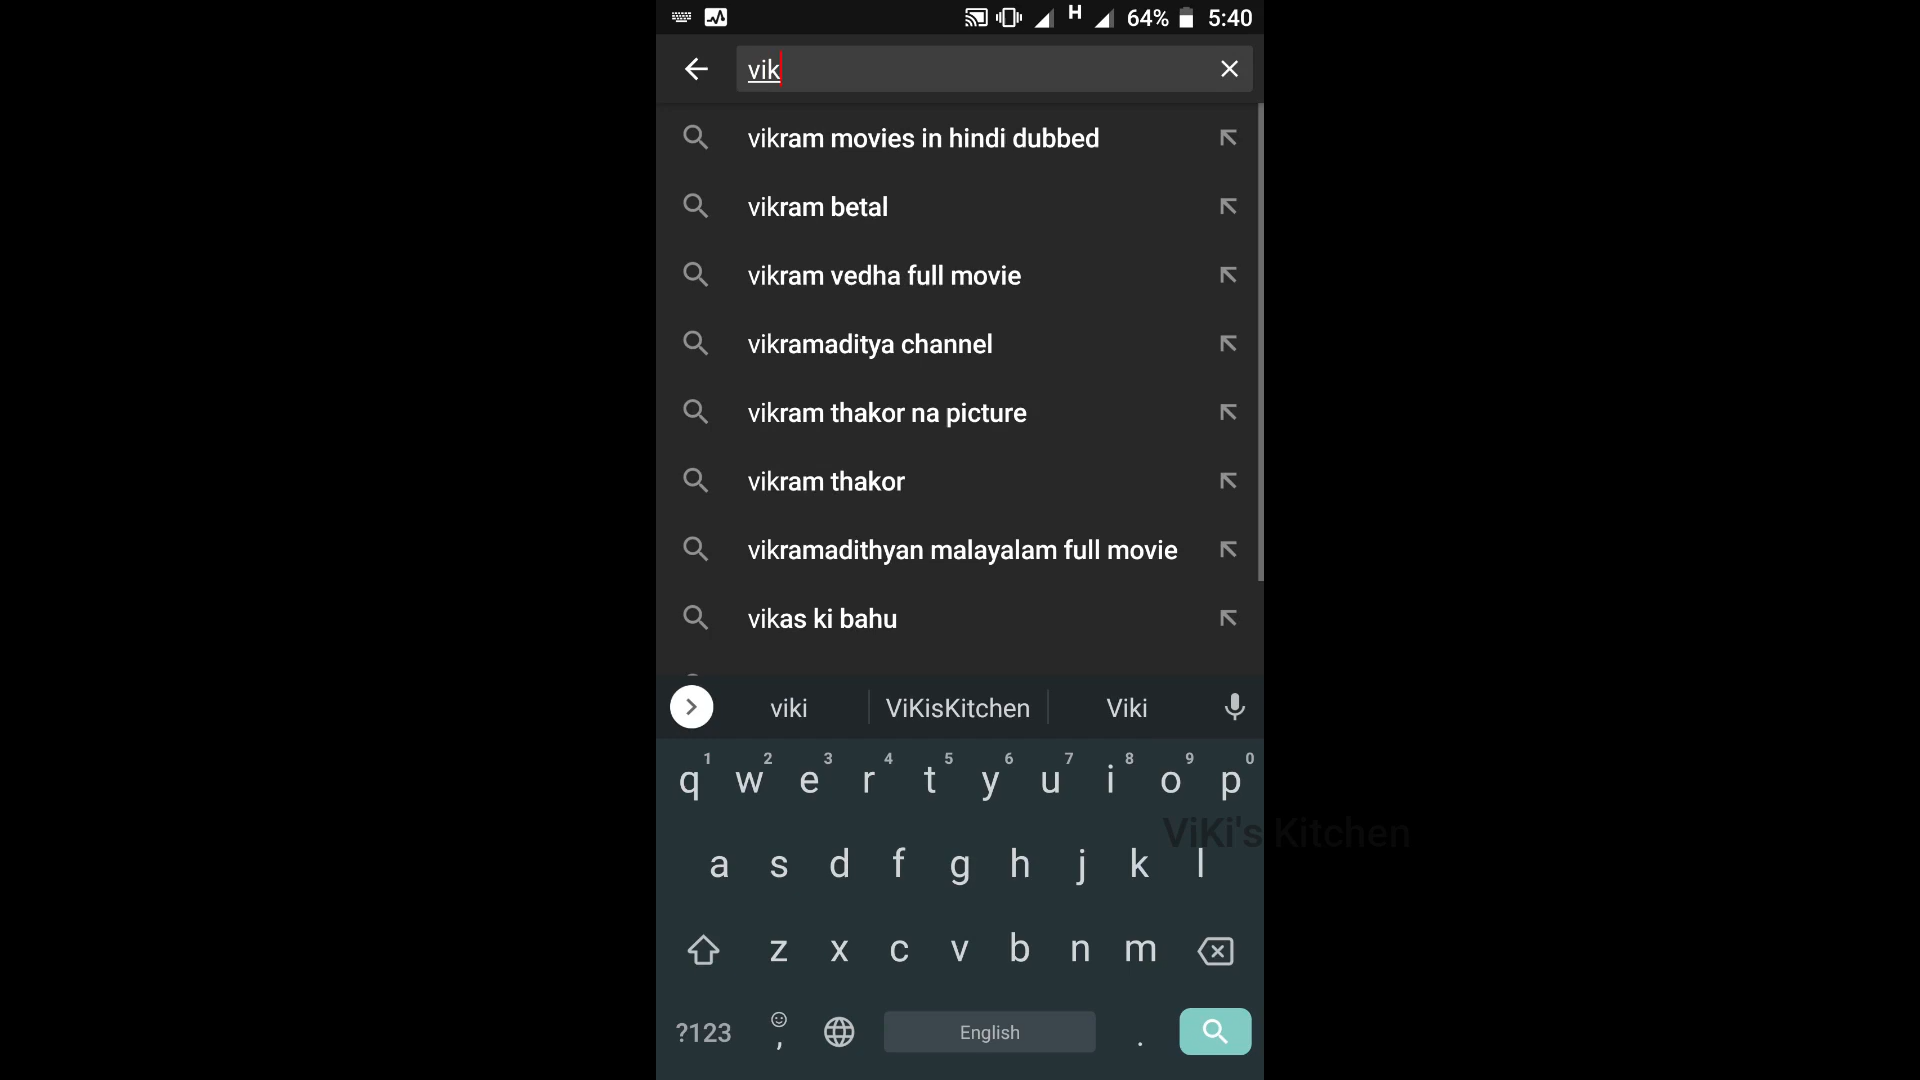 H 64% 5:40
vik
vikram movies in hindi dubbed
vikram betal
vikram vedha full movie
vikramaditya channel
vikram thakor na picture
vikram thakor
vikramadithyan malayalam full movie
vikas ki bahu
viki ViKisKitchen Viki
1 2 3 4 5 6 7 8 9 0
q w e r t y u i o p
ViKi's Kitchen
a s d f g h j k l
z x c v b n m
?123 , English .